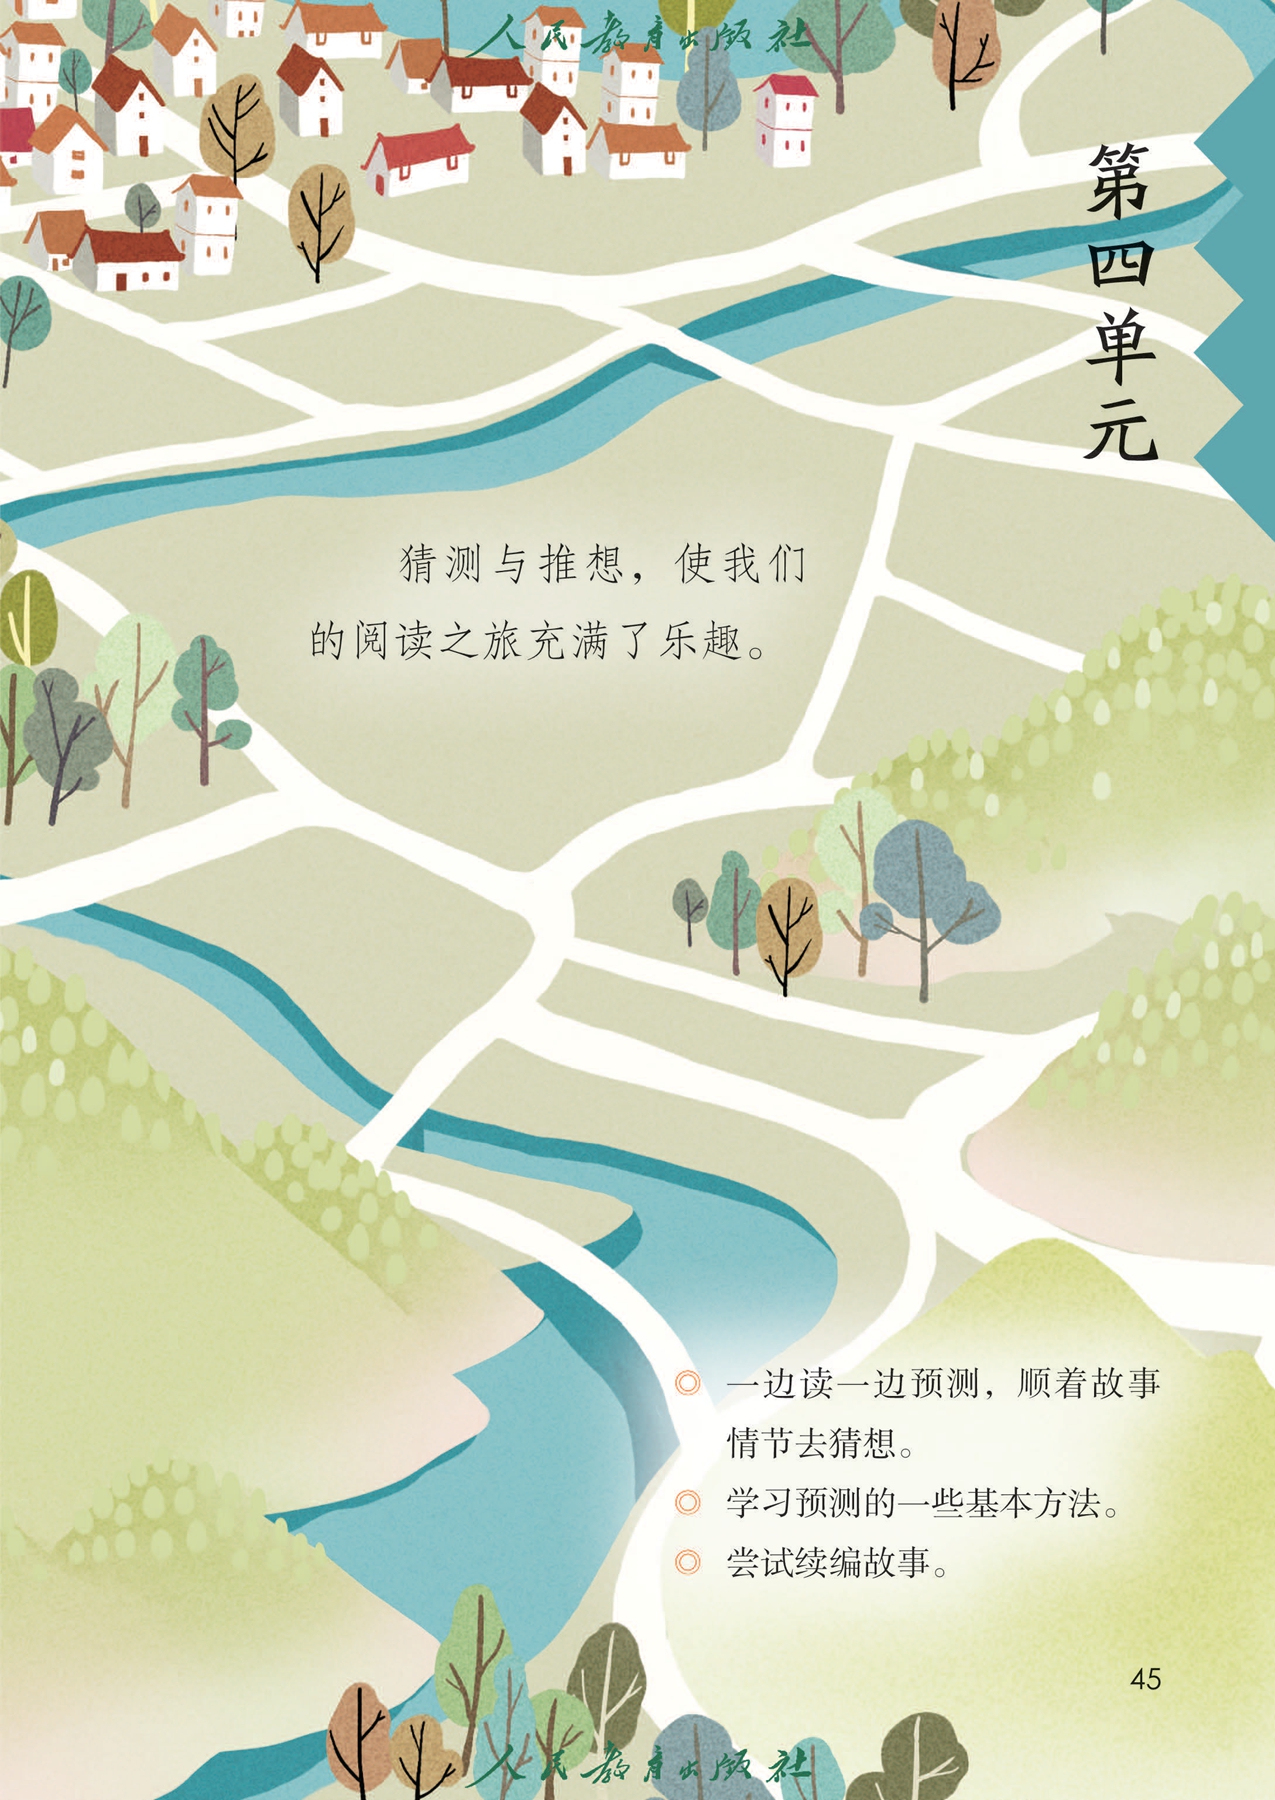 人民教育出版社
第四单元
猜测与推想，使我们
的阅读之旅充满了乐趣。
一边读一边预测，顺着故事
情节去猜想。
学习预测的一些基本方法。
尝试续编故事。
45
人民教育出版社